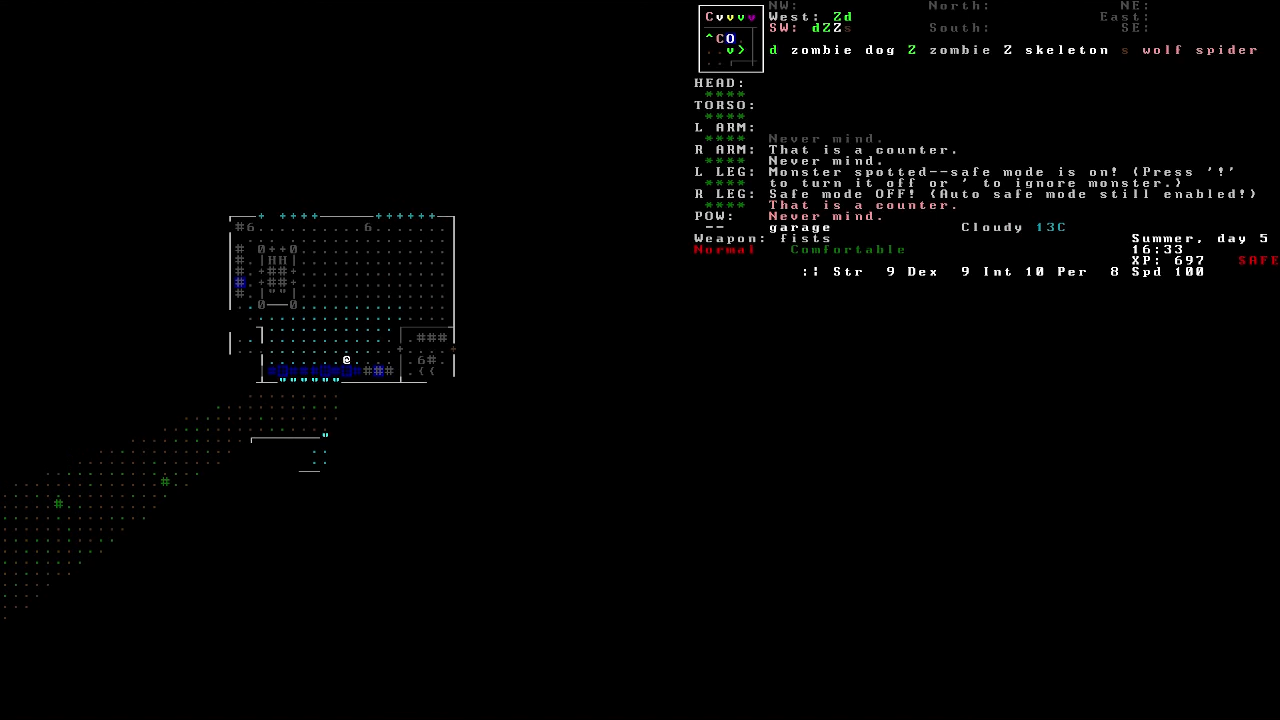 NW: North: NE:
West: Zd East:
SW: dZZs South: SE:
d zombie dog Z zombie Z skeleton s wolf spider
HEAD:
****
TORSO:
****
L ARM:
**** Never mind.
R ARM: That is a counter.
**** Never mind.
L LEG: Monster spotted--safe mode is on! (Press '!'
**** to turn it off or ' to ignore monster.)
R LEG: Safe mode OFF! (Auto safe mode still enabled!)
**** That is a counter.
POW: Never mind.
-- garage Cloudy 13C
Weapon: fists Summer, day 5
Normal Comfortable 16:33
XP: 697 SAFE
:| Str 9 Dex 9 Int 10 Per 8 Spd 100